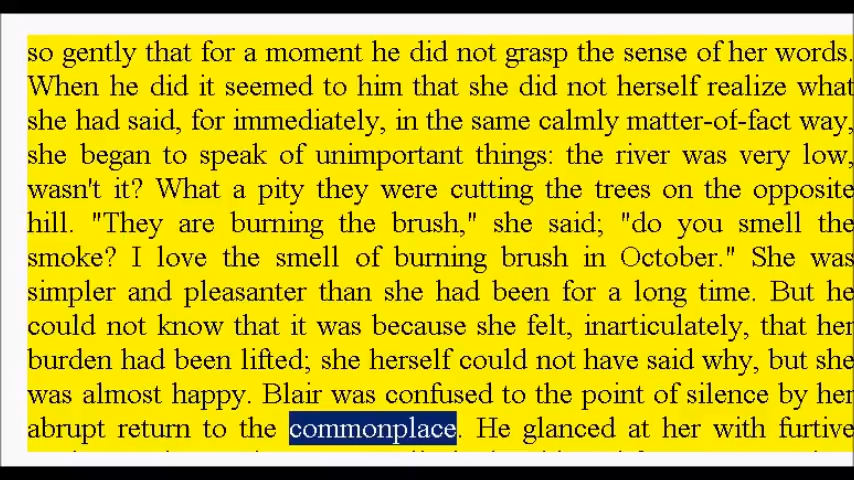 so gently that for a moment he did not grasp the sense of her words.
When he did it seemed to him that she did not herself realize what
she had said, for immediately, in the same calmly matter-of-fact way,
she began to speak of unimportant things: the river was very low,
wasn't it? What a pity they were cutting the trees on the opposite
hill. "They are burning the brush," she said; "do you smell the
smoke? I love the smell of burning brush in October." She was
simpler and pleasanter than she had been for a long time. But he
could not know that it was because she felt, inarticulately, that her
burden had been lifted; she herself could not have said why, but she
was almost happy. Blair was confused to the point of silence by her
abrupt return to the commonplace. He glanced at her with furtive